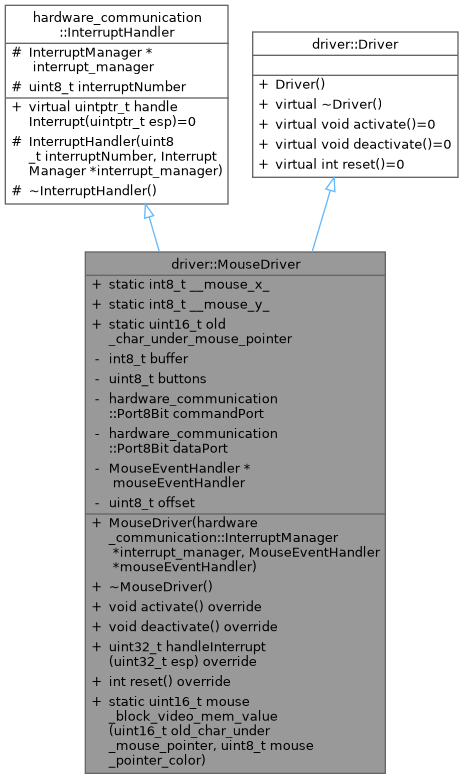 hardware_communication
::InterruptHandler
# InterruptManager *
interrupt_manager
# uint8_t interruptNumber
+ virtual uintptr_t handle
Interrupt(uintptr_t esp)=0
# InterruptHandler(uint8
_t interruptNumber, Interrupt
Manager *interrupt_manager)
# ~InterruptHandler()
driver::Driver
+ Driver()
+ virtual ~Driver()
+ virtual void activate()=0
+ virtual void deactivate()=0
+ virtual int reset()=0
driver::MouseDriver
+ static int8_t __mouse_x_
+ static int8_t __mouse_y_
+ static uint16_t old
_char_under_mouse_pointer
- int8_t buffer
- uint8_t buttons
- hardware_communication
::Port8Bit commandPort
- hardware_communication
::Port8Bit dataPort
- MouseEventHandler *
mouseEventHandler
- uint8_t offset
+ MouseDriver(hardware
_communication::InterruptManager
*interrupt_manager, MouseEventHandler
*mouseEventHandler)
+ ~MouseDriver()
+ void activate() override
+ void deactivate() override
+ uint32_t handleInterrupt
(uint32_t esp) override
+ int reset() override
+ static uint16_t mouse
_block_video_mem_value
(uint16_t old_char_under
_mouse_pointer, uint8_t mouse
_pointer_color)